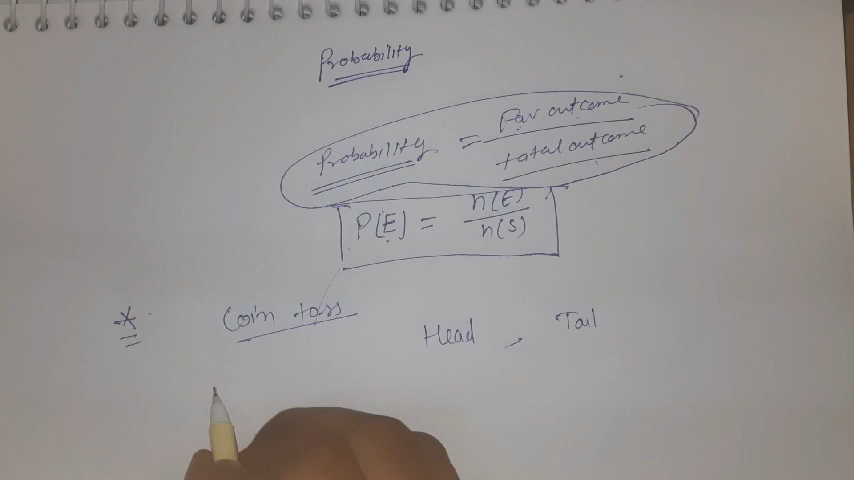 Probability
Probability = Fav outcome / total outcome
P(E) = n(E) / n(S)
* Coin toss Head , Tail